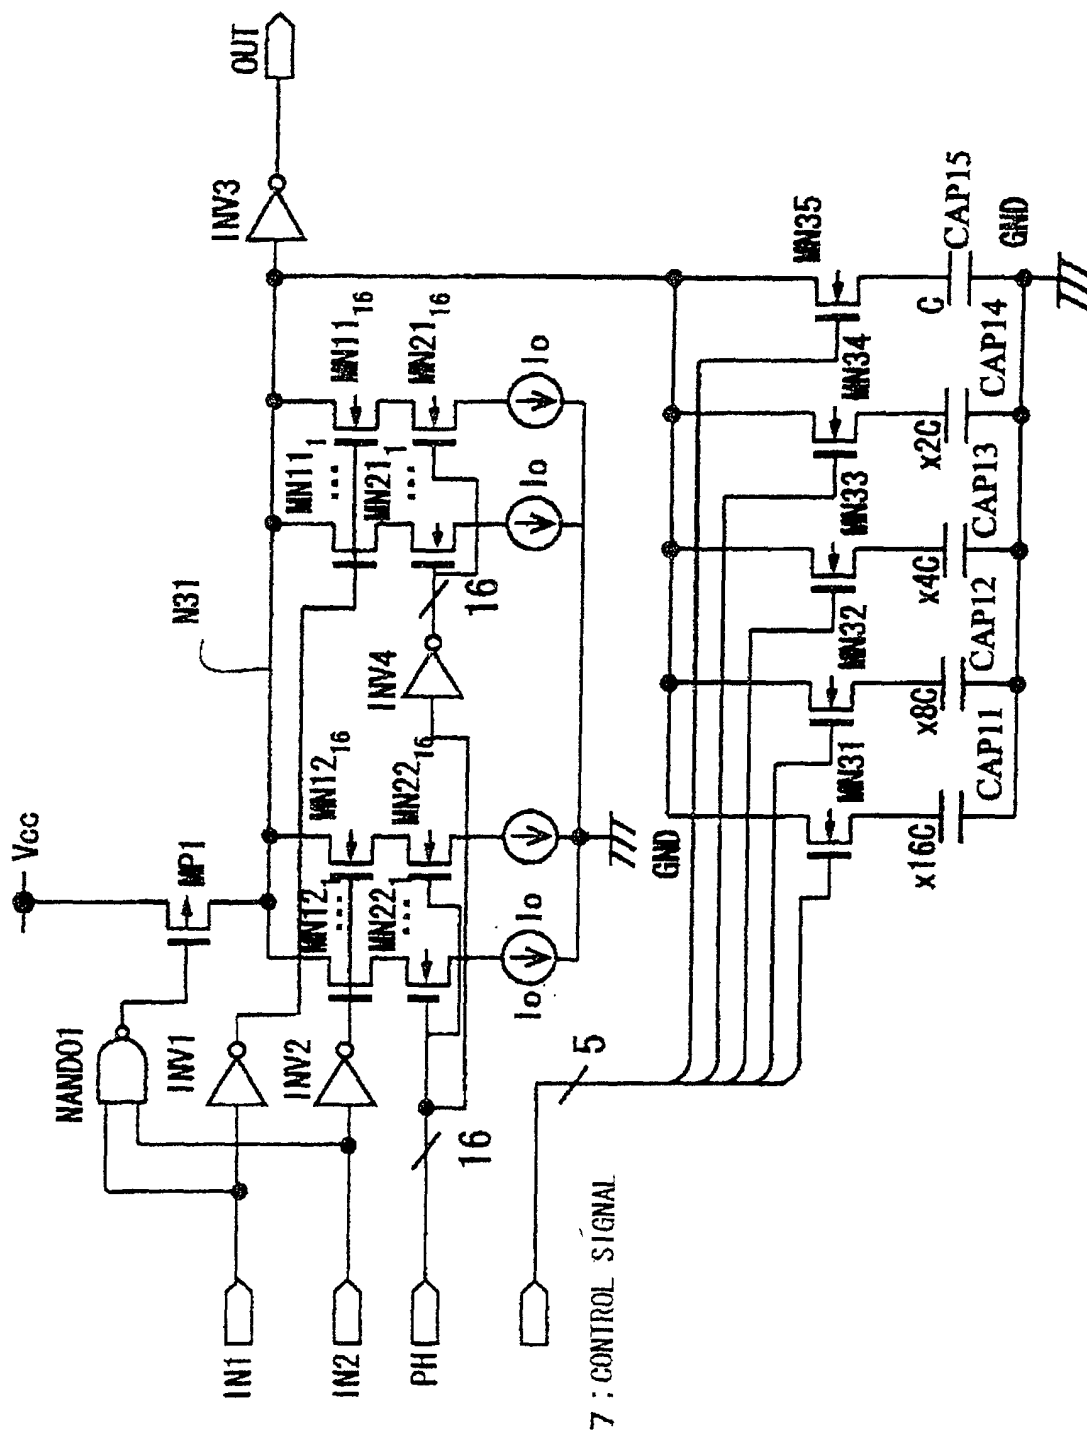 Vcc
MP1
N31
NAND01
INV1
INV2
INV3
OUT
IN1
IN2
PH
16
MN12₁
...
MN12₁₆
MN22₁
...
MN22₁₆
INV4
16
MN11₁
...
MN11₁₆
MN21₁
...
MN21₁₆
Io
Io
Io
Io
GND
7 : CONTROL SIGNAL
5
MN31
MN32
MN33
MN34
MN35
x16C
x8C
x4C
x2C
C
CAP11
CAP12
CAP13
CAP14
CAP15
GND